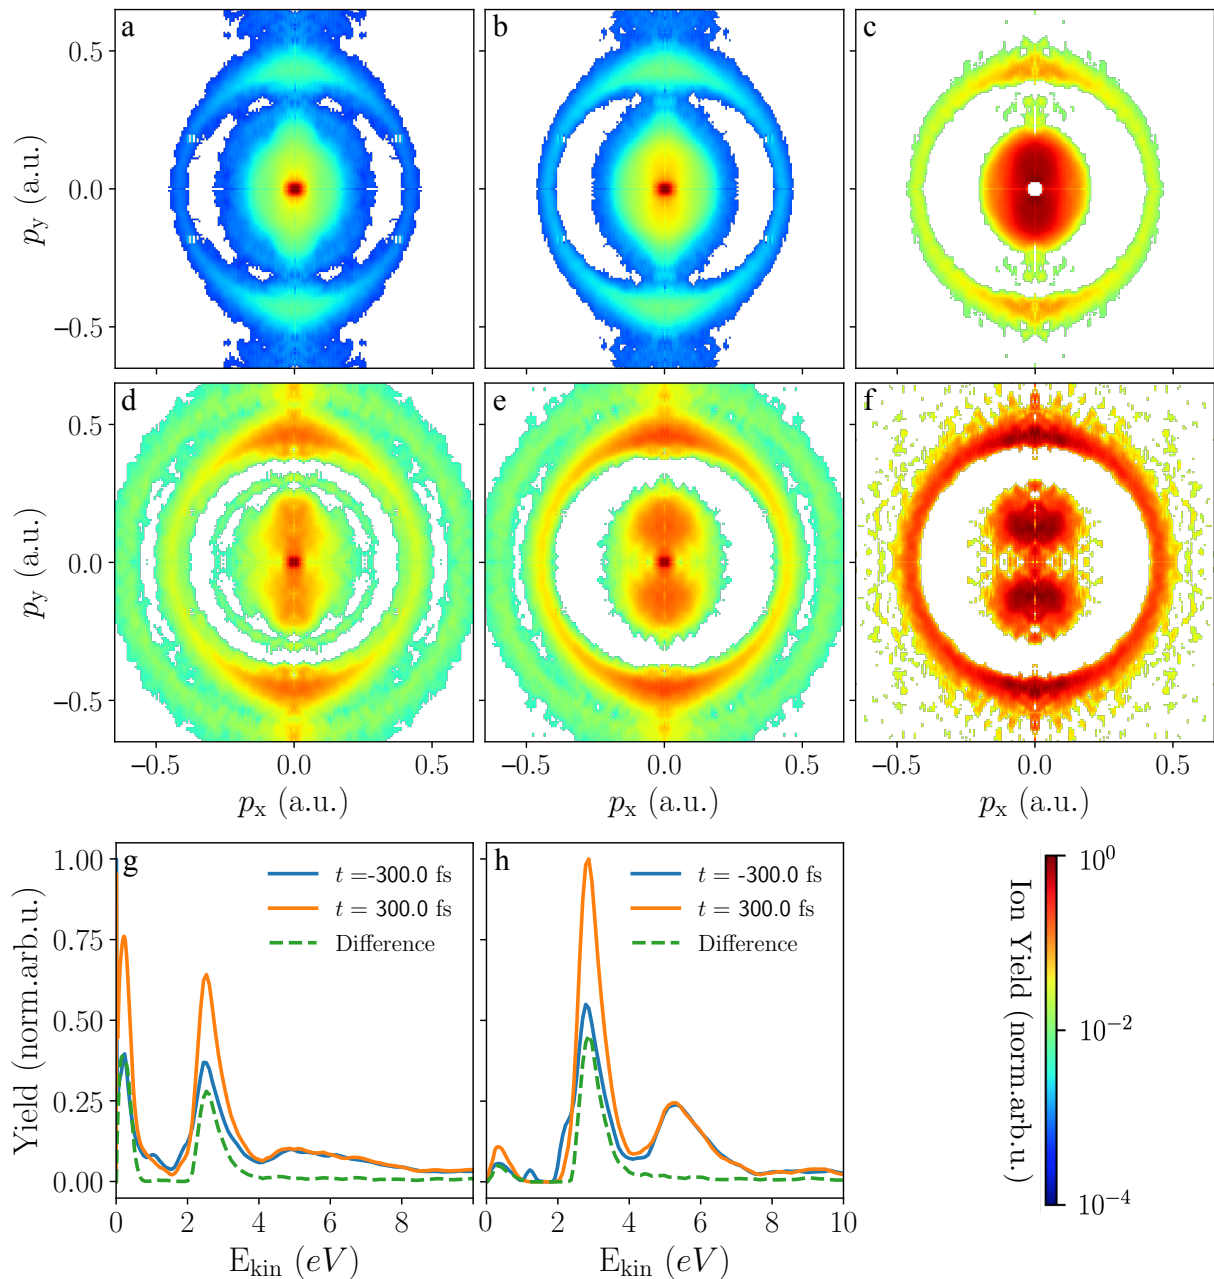 a
b
c
0.5
0.0
−0.5
p_y (a.u.)
d
e
f
0.5
0.0
−0.5
p_y (a.u.)
−0.5 0.0 0.5
−0.5 0.0 0.5
−0.5 0.0 0.5
p_x (a.u.)
p_x (a.u.)
p_x (a.u.)
g
t = -300.0 fs
t = 300.0 fs
Difference
1.00
0.75
0.50
0.25
0.00
Yield (norm.arb.u.)
0 2 4 6 8
E_kin (eV)
h
t = -300.0 fs
t = 300.0 fs
Difference
0 2 4 6 8 10
E_kin (eV)
Ion Yield (norm.arb.u.)
10^0
10^-2
10^-4